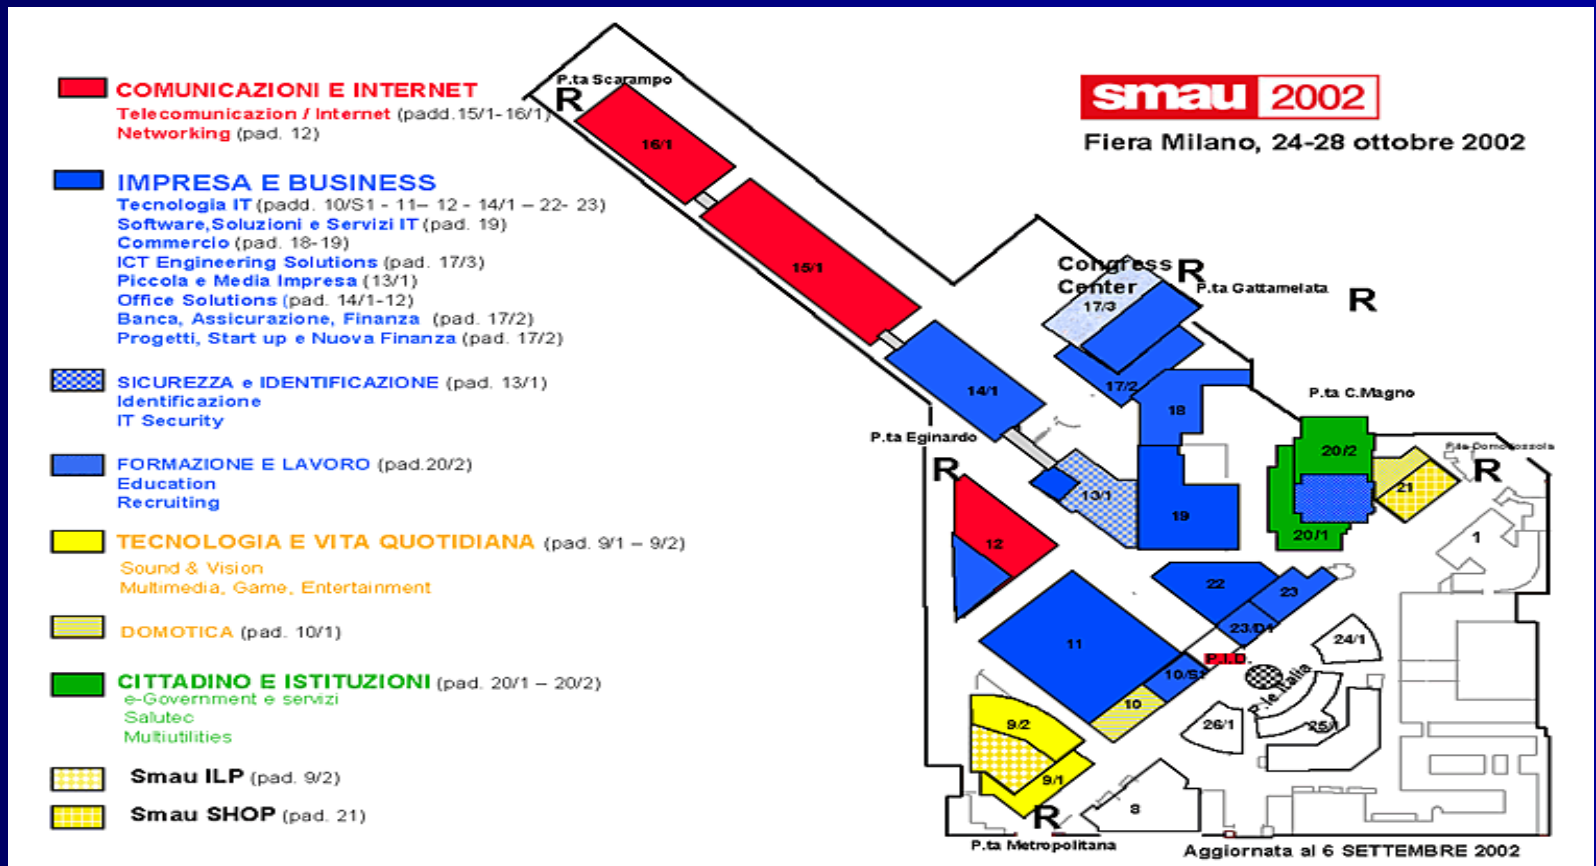 COMUNICAZIONI E INTERNET
Telecomunicazion / Internet (padd.15/1-16/1)
Networking (pad. 12)
IMPRESA E BUSINESS
Tecnologia IT (padd. 10/S1 - 11– 12 - 14/1 – 22- 23)
Software,Soluzioni e Servizi IT (pad. 19)
Commercio (pad. 18-19)
ICT Engineering Solutions (pad. 17/3)
Piccola e Media Impresa (13/1)
Office Solutions (pad. 14/1-12)
Banca, Assicurazione, Finanza (pad. 17/2)
Progetti, Start up e Nuova Finanza (pad. 17/2)
SICUREZZA e IDENTIFICAZIONE (pad. 13/1)
Identificazione
IT Security
FORMAZIONE E LAVORO (pad.20/2)
Education
Recruiting
TECNOLOGIA E VITA QUOTIDIANA (pad. 9/1 – 9/2)
Sound & Vision
Multimedia, Game, Entertainment
DOMOTICA (pad. 10/1)
CITTADINO E ISTITUZIONI (pad. 20/1 – 20/2)
e-Government e servizi
Salutec
Multiutilities
Smau ILP (pad. 9/2)
Smau SHOP (pad. 21)
smau 2002
Fiera Milano, 24-28 ottobre 2002
P.ta Scarampo
R
16/1
15/1
Congress
Center
R
17/3
P.ta Gattamelata
R
14/1
17/2
18
P.ta C.Magno
P.ta Eginardo
R
20/2
P.ta Domodossola
R
21
13/1
19
20/1
1
12
22
23
23/D1
11
24/1
P.I.D.
10/S1
P.le Italia
10
9/2
26/1
25/1
9/1
8
R
P.ta Metropolitana
Aggiornata al 6 SETTEMBRE 2002